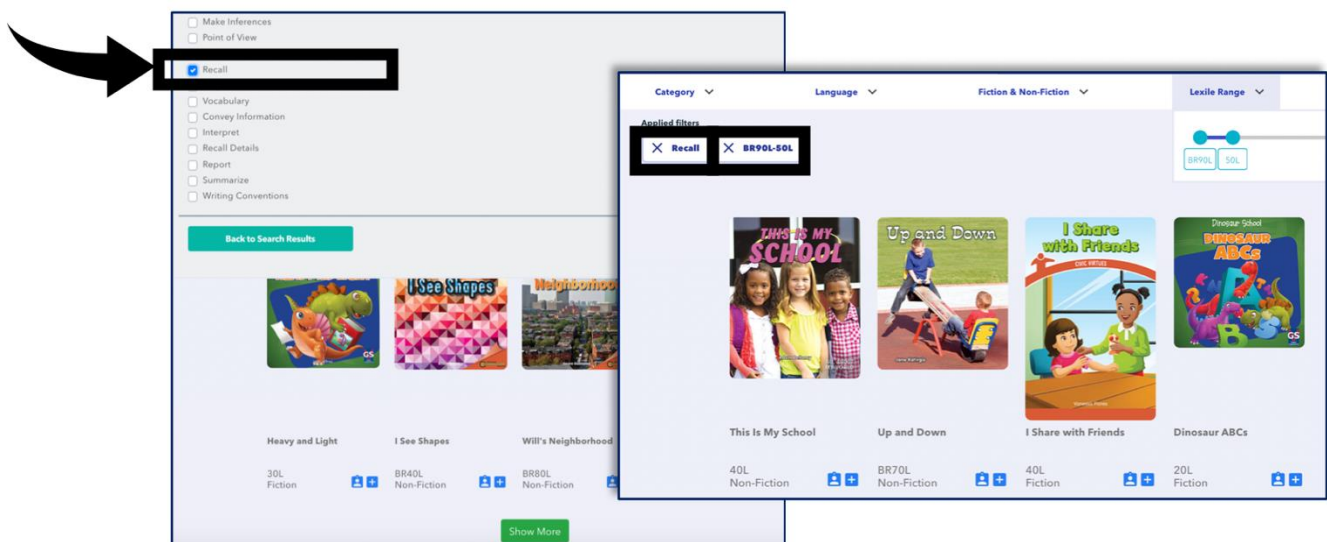 Make Inferences
Point of View
Recall
Vocabulary
Convey Information
Interpret
Recall Details
Report
Summarize
Writing Conventions
Back to Search Results
GS
I See Shapes
Neighborhoo
Heavy and Light
I See Shapes
Will's Neighborhood
30L
Fiction
BR40L
Non-Fiction
BR80L
Non-Fiction
Show More
Category
Language
Fiction & Non-Fiction
Lexile Range
Applied filters
Recall
BR90L-50L
BR90L
50L
THIS IS MY
SCHOOL
Up and Down
I Share
with Friends
CIVIC VIRTUES
Dinosaur School
DINOSAUR
ABCs
GS
This Is My School
Up and Down
I Share with Friends
Dinosaur ABCs
40L
Non-Fiction
BR70L
Non-Fiction
40L
Fiction
20L
Fiction